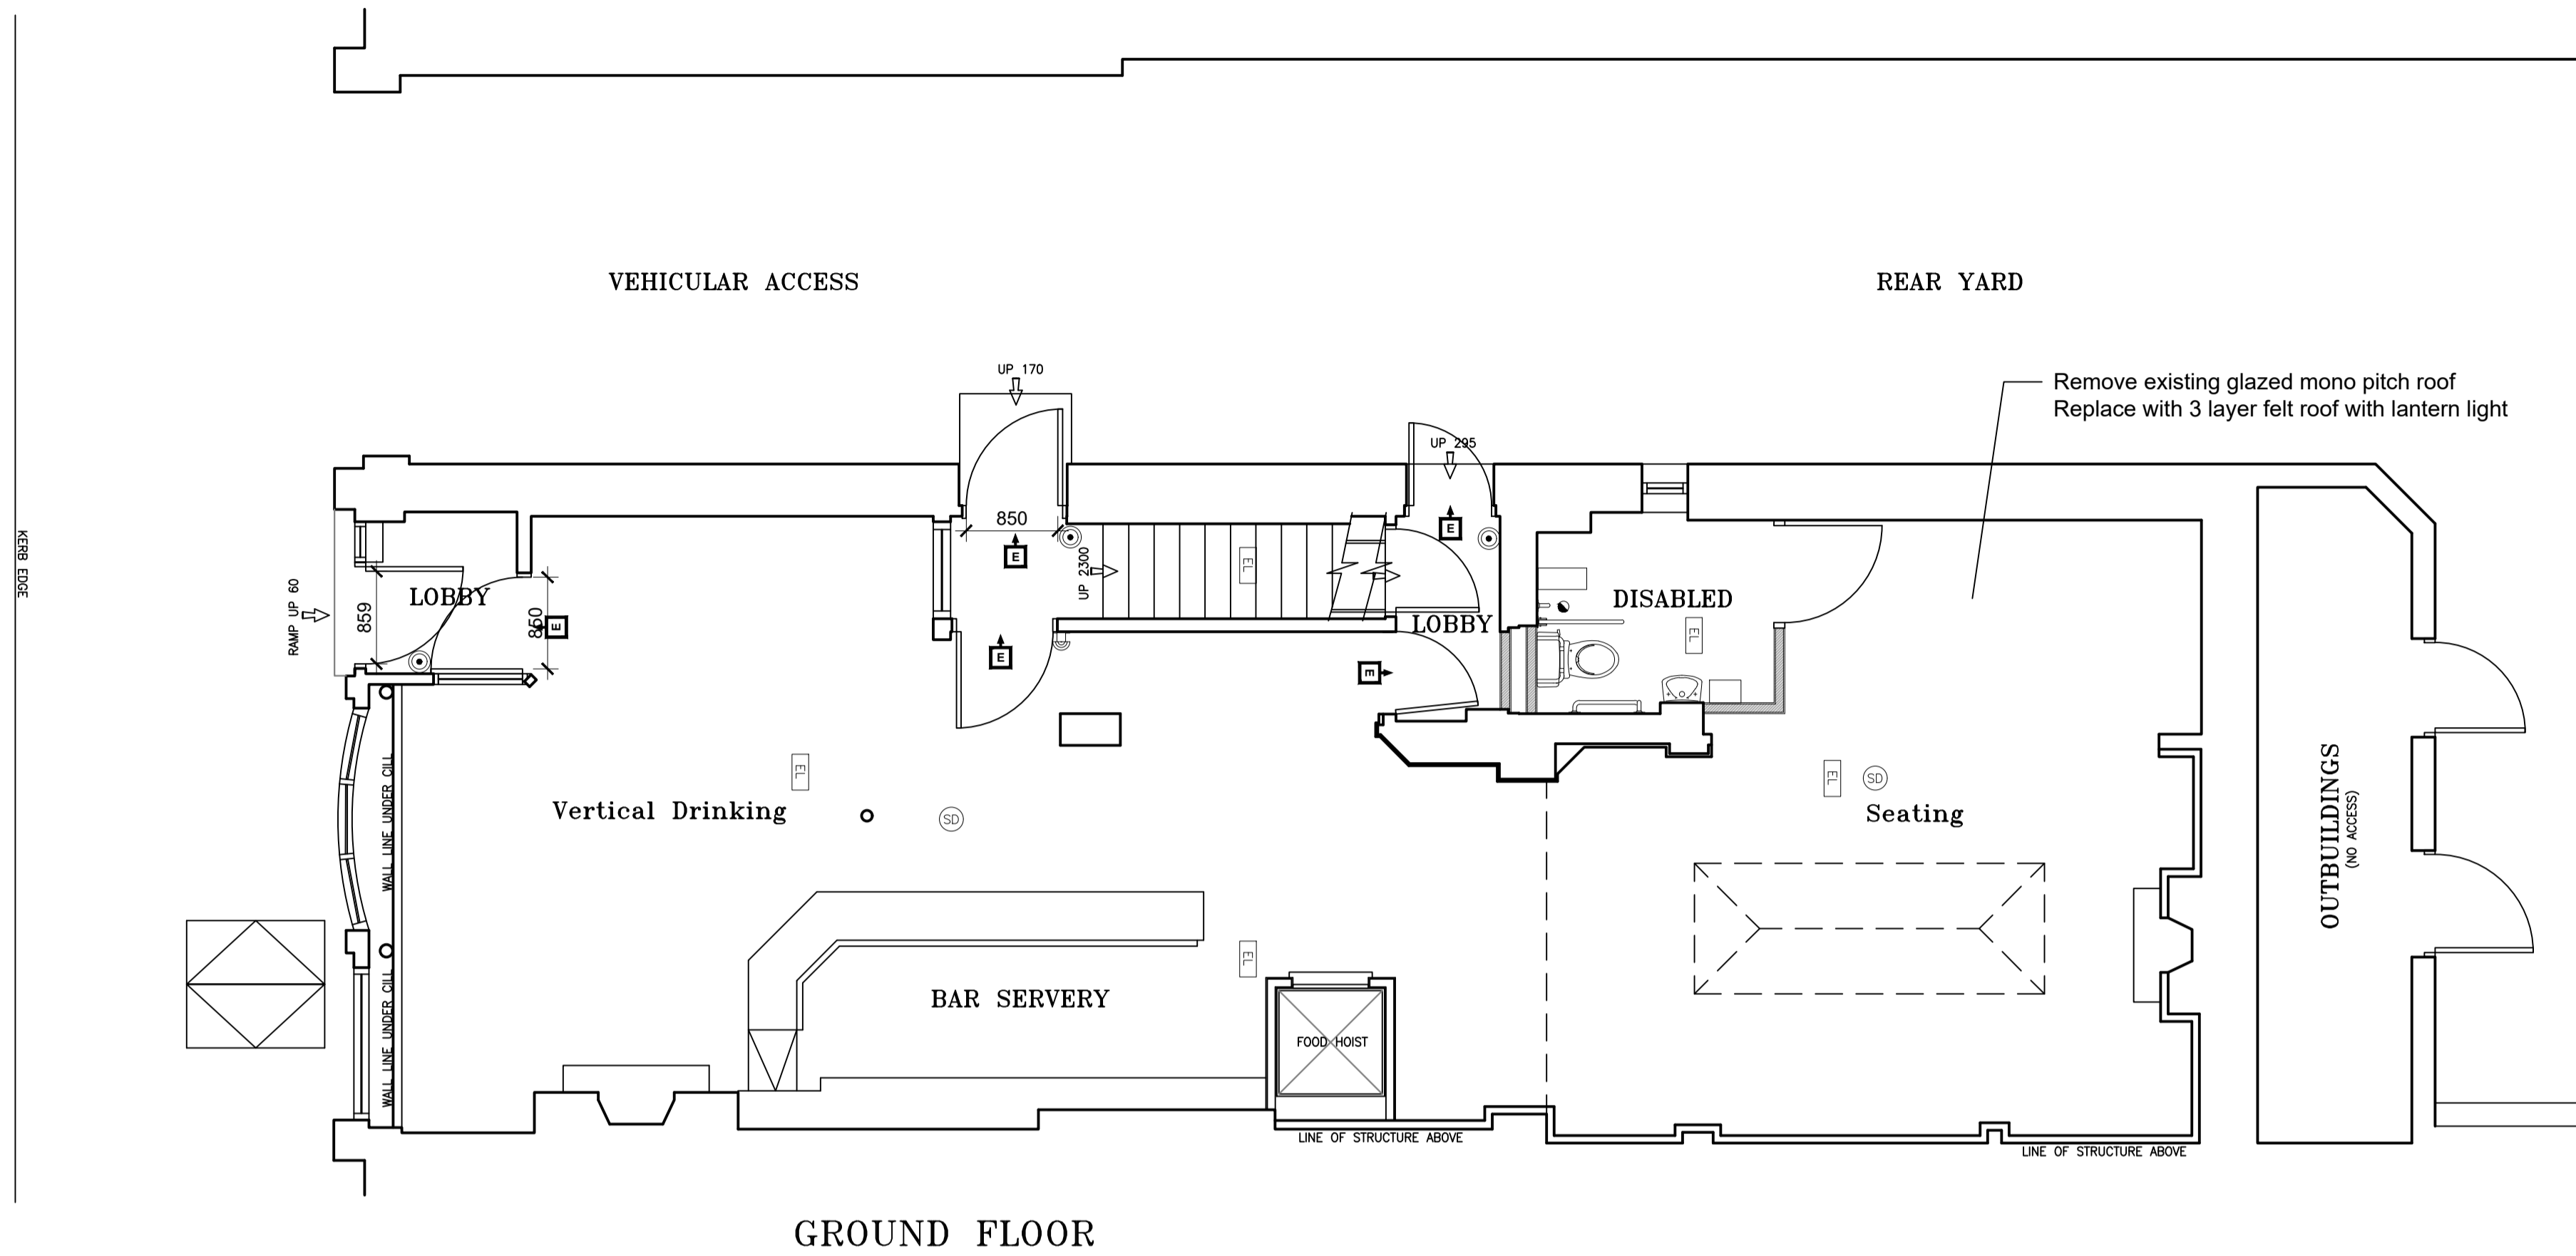 VEHICULAR ACCESS
REAR YARD
UP 170
Remove existing glazed mono pitch roof
Replace with 3 layer felt roof with lantern light
UP 295
KERB EDGE
850
E
E
UP 2300
EL
RAMP UP 60
859
LOBBY
850
E
DISABLED
EL
LOBBY
E
E
WALL LINE UNDER CILL
EL
Vertical Drinking
SD
EL
SD
Seating
OUTBUILDINGS
(NO ACCESS)
WALL LINE UNDER CILL
BAR SERVERY
EL
FOOD HOIST
LINE OF STRUCTURE ABOVE
LINE OF STRUCTURE ABOVE
GROUND FLOOR